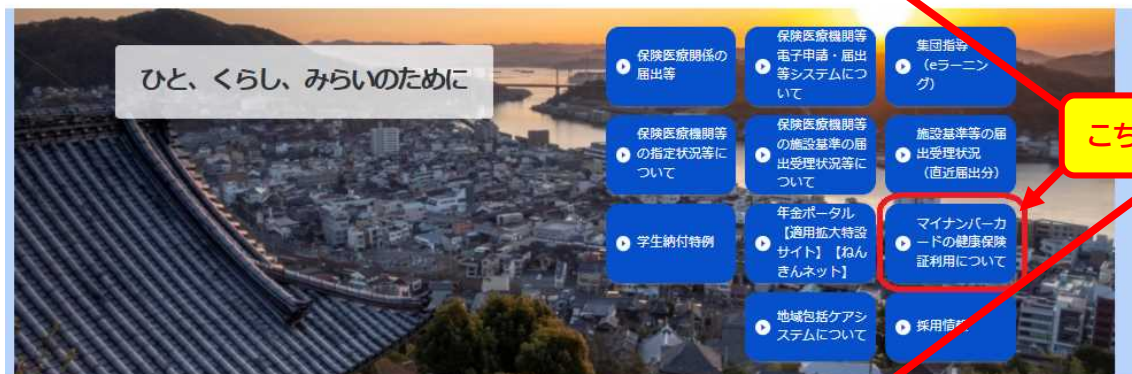 ひと、くらし、みらいのために
保険医療関係の
届出等
保険医療機関等
電子申請・届出
等システムにつ
いて
集団指導
（eラーニン
グ）
保険医療機関等
の指定状況等に
ついて
保険医療機関等
の施設基準の届
出受理状況等に
ついて
施設基準等の届
出受理状況
（直近届出分）
こち
学生納付特例
年金ポータル
【適用拡大特設
サイト】【ねん
きんネット】
マイナンバーカ
ードの健康保険
証利用について
地域包括ケアシ
ステムについて
採用情報